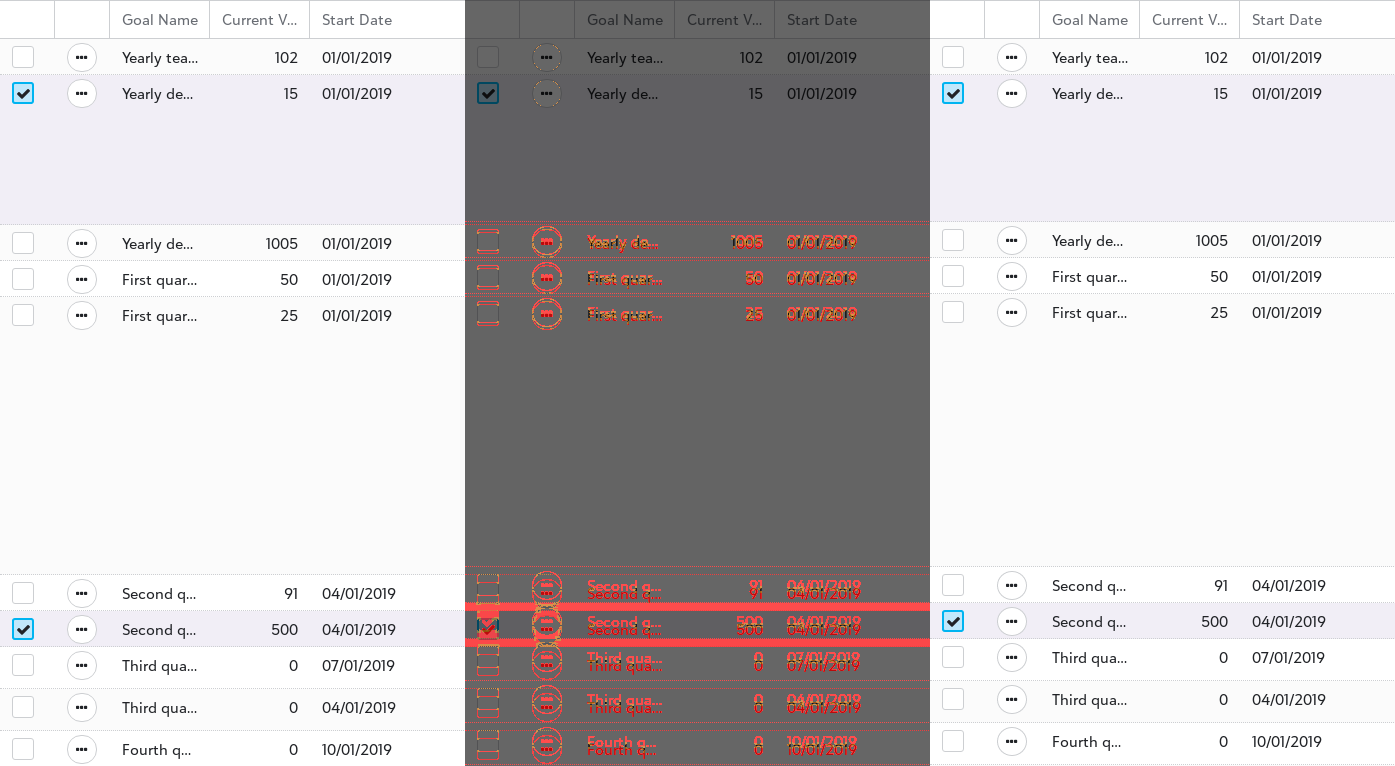 Goal Name Current V... Start Date Goal Name Current V... Start Date Goal Name Current V... Start Date
Yearly tea... 102 01/01/2019 Yearly tea... 102 01/01/2019 Yearly tea... 102 01/01/2019
Yearly de... 15 01/01/2019 Yearly de... 15 01/01/2019 Yearly de... 15 01/01/2019
Yearly de... 1005 01/01/2019 Yearly de... 1005 01/01/2019 Yearly de... 1005 01/01/2019
First quar... 50 01/01/2019 First quar... 50 01/01/2019 First quar... 50 01/01/2019
First quar... 25 01/01/2019 First quar... 25 01/01/2019 First quar... 25 01/01/2019
Second q... 91 04/01/2019 Second q... 91 04/01/2019 Second q... 91 04/01/2019
Second q... 500 04/01/2019 Second q... 500 04/01/2019 Second q... 500 04/01/2019
Third qua... 0 07/01/2019 Third qua... 0 07/01/2019 Third qua... 0 07/01/2019
Third qua... 0 04/01/2019 Third qua... 0 04/01/2019 Third qua... 0 04/01/2019
Fourth q... 0 10/01/2019 Fourth q... 0 10/01/2019 Fourth q... 0 10/01/2019